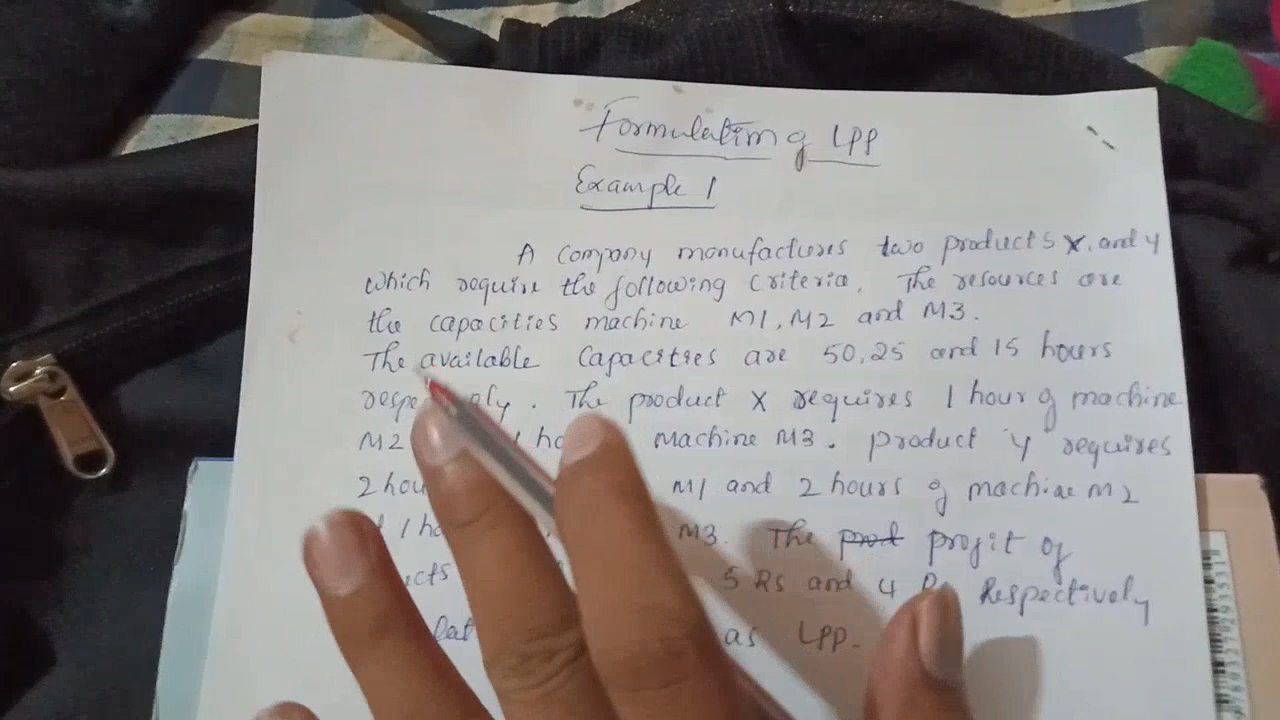 Formulating of LPP
Example 1
A company manufactures two products X, and Y
which require the following criteria. The resources are
the capacities machine M1, M2 and M3.
The available capacities are 50, 25 and 15 hours
The product X requires 1 hour of machine
M2 machine M3. product Y requires
2 M1 and 2 hours of machine M2
1 M3. The profit of
5 Rs and 4 Respectively
as LPP.
9789327293531